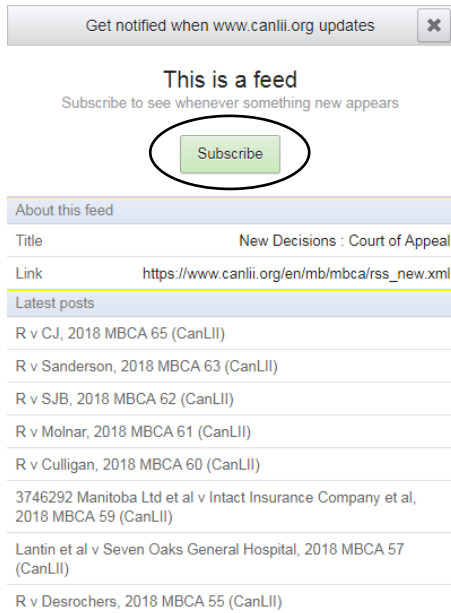 Get notified when www.canlii.org updates
This is a feed
Subscribe to see whenever something new appears
Subscribe
About this feed
Title New Decisions : Court of Appeal
Link https://www.canlii.org/en/mb/mbca/rss_new.xml
Latest posts
R v CJ, 2018 MBCA 65 (CanLII)
R v Sanderson, 2018 MBCA 63 (CanLII)
R v SJB, 2018 MBCA 62 (CanLII)
R v Molnar, 2018 MBCA 61 (CanLII)
R v Culligan, 2018 MBCA 60 (CanLII)
3746292 Manitoba Ltd et al v Intact Insurance Company et al,
2018 MBCA 59 (CanLII)
Lantin et al v Seven Oaks General Hospital, 2018 MBCA 57
(CanLII)
R v Desrochers, 2018 MBCA 55 (CanLII)